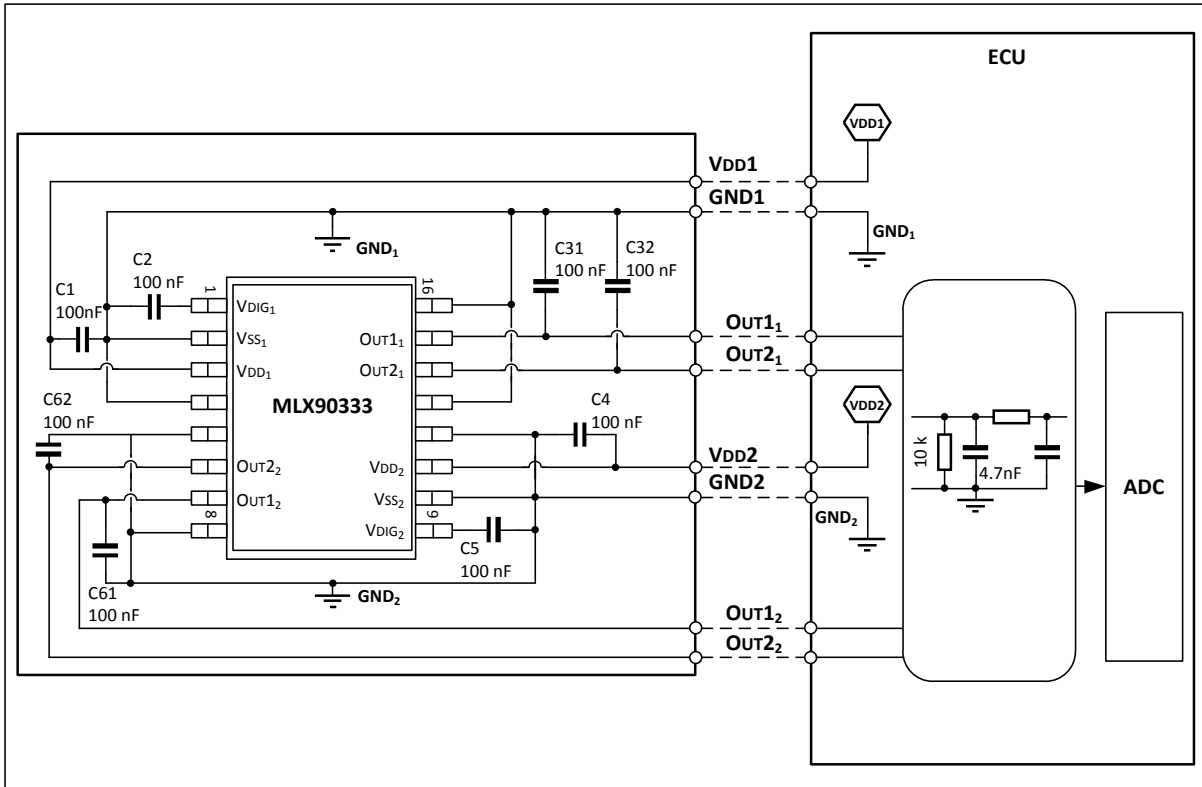 ECU
VDD1
VDD1
GND1
GND1
GND1
C31
100 nF
C32
100 nF
C2
100 nF
C1
100nF
1
16
VDIG1
VSS1
VDD1
OUT11
OUT21
MLX90333
OUT11
OUT21
C62
100 nF
C4
100 nF
VDD2
OUT22
OUT12
8
VDD2
VSS2
9
VDIG2
VDD2
GND2
GND2
10 k
4.7nF
ADC
C5
100 nF
C61
100 nF
GND2
OUT12
OUT22